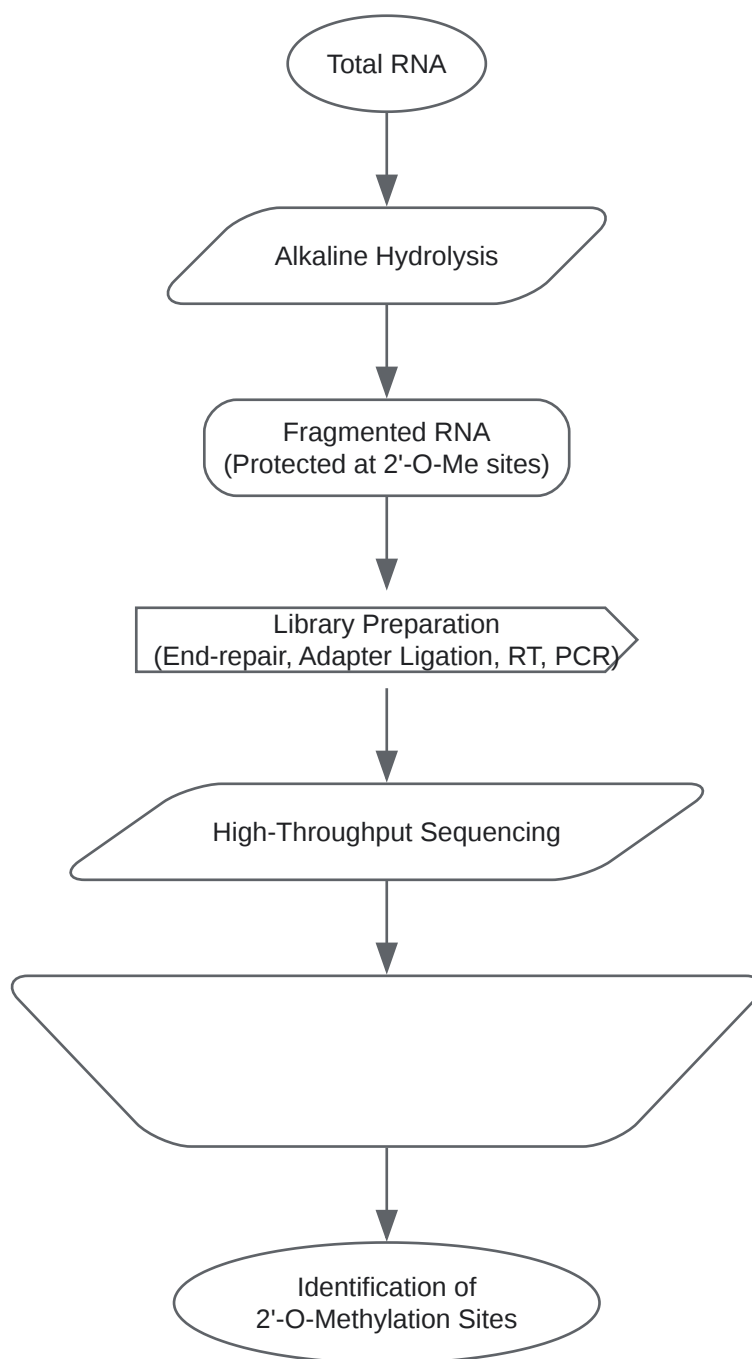 Total RNA
Alkaline Hydrolysis
Fragmented RNA
(Protected at 2'-O-Me sites)
Library Preparation
(End-repair, Adapter Ligation, RT, PCR)
High-Throughput Sequencing
Identification of
2'-O-Methylation Sites